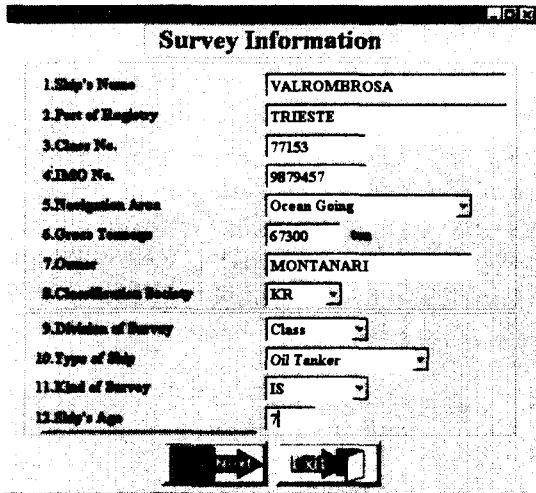 Survey Information
1.Ship's Name VALROMBROSA
2.Port of Registry TRIESTE
3.Class No. 77153
4.IMO No. 9879457
5.Navigation Area Ocean Going
6.Gross Tonnage 67300 ton
7.Owner MONTANARI
8.Classification Society KR
9.Division of Survey Class
10.Type of Ship Oil Tanker
11.Kind of Survey IS
12.Ship's Age 7